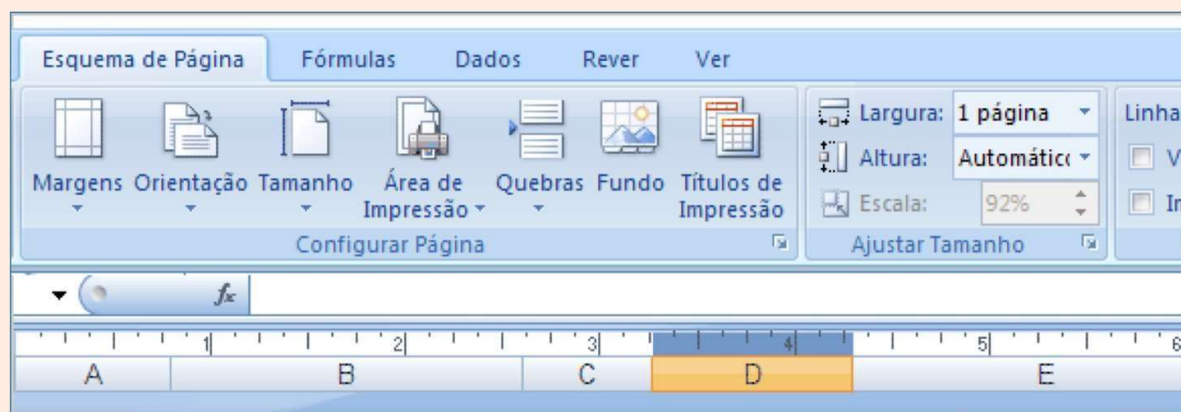 Esquema de Página Fórmulas Dados Rever Ver
Margens Orientação Tamanho Área de Impressão Quebras Fundo Títulos de Impressão
Configurar Página
Largura: 1 página
Altura: Automátic
Escala: 92%
Ajustar Tamanho
Linha
V
Ir
fx
1 2 3 4 5 6
A B C D E